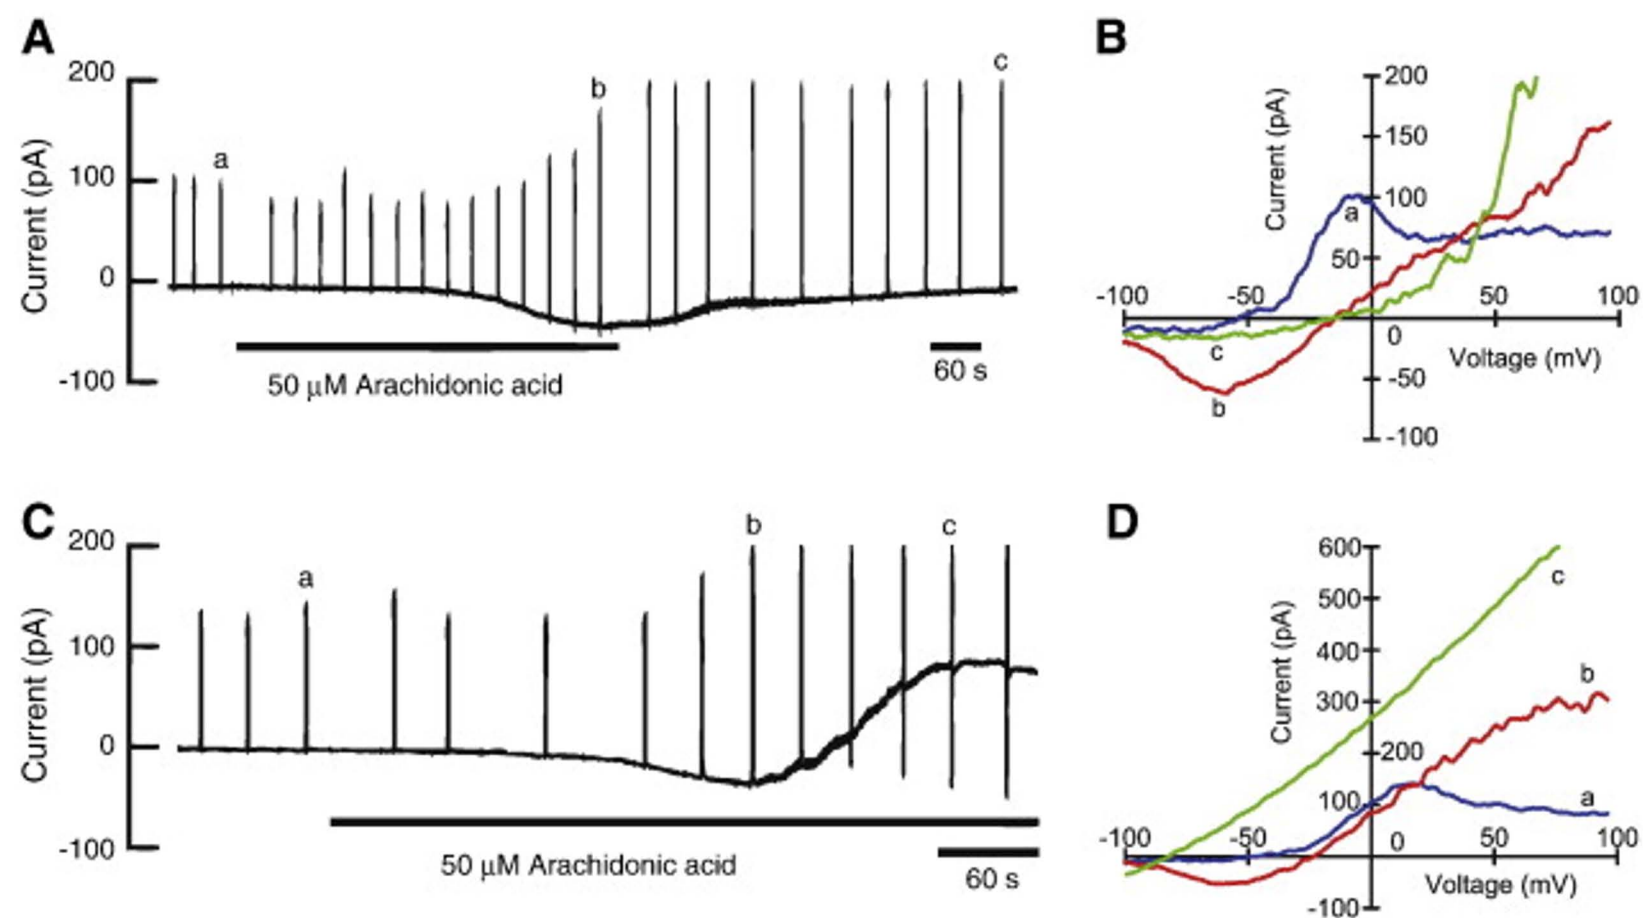 A
200
100
0
-100
Current (pA)
a
b
c
50 μM Arachidonic acid
60 s
B
200
150
100
50
0
-50
-100
-100
-50
50
100
Current (pA)
Voltage (mV)
a
b
c
C
200
100
0
-100
Current (pA)
a
b
c
50 μM Arachidonic acid
60 s
D
600
500
400
300
200
100
-100
-100
-50
0
50
100
Current (pA)
Voltage (mV)
c
b
a